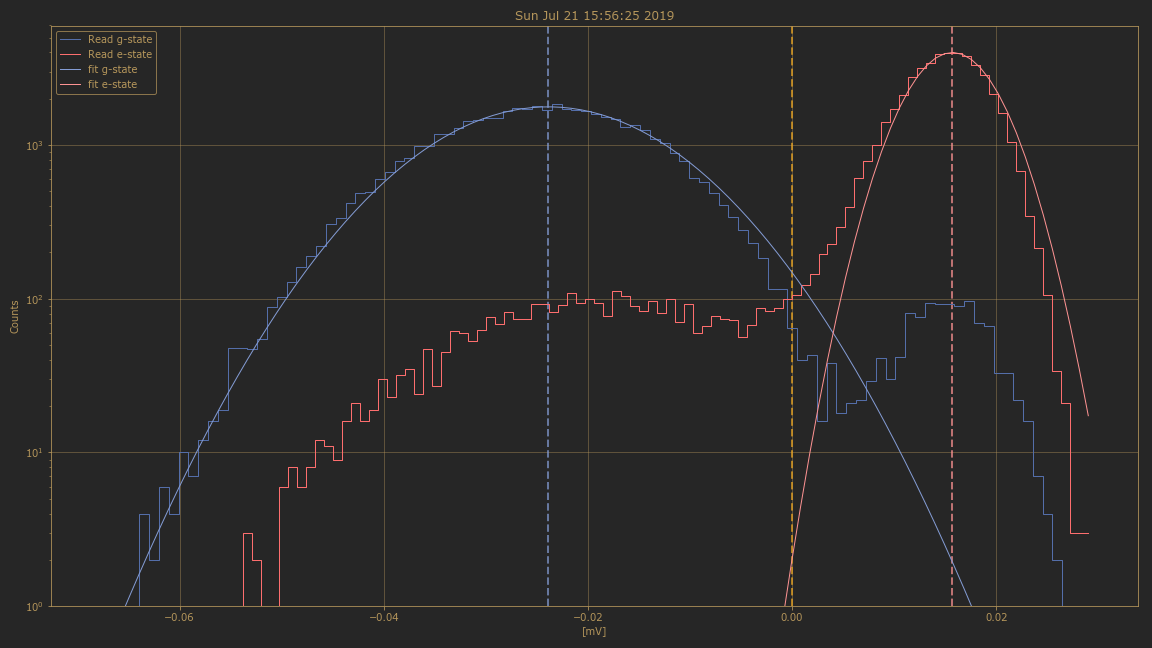 Sun Jul 21 15:56:25 2019
Read g-state
Read e-state
fit g-state
fit e-state
Counts
10³
10²
10¹
10⁰
−0.06
−0.04
−0.02
0.00
0.02
[mV]